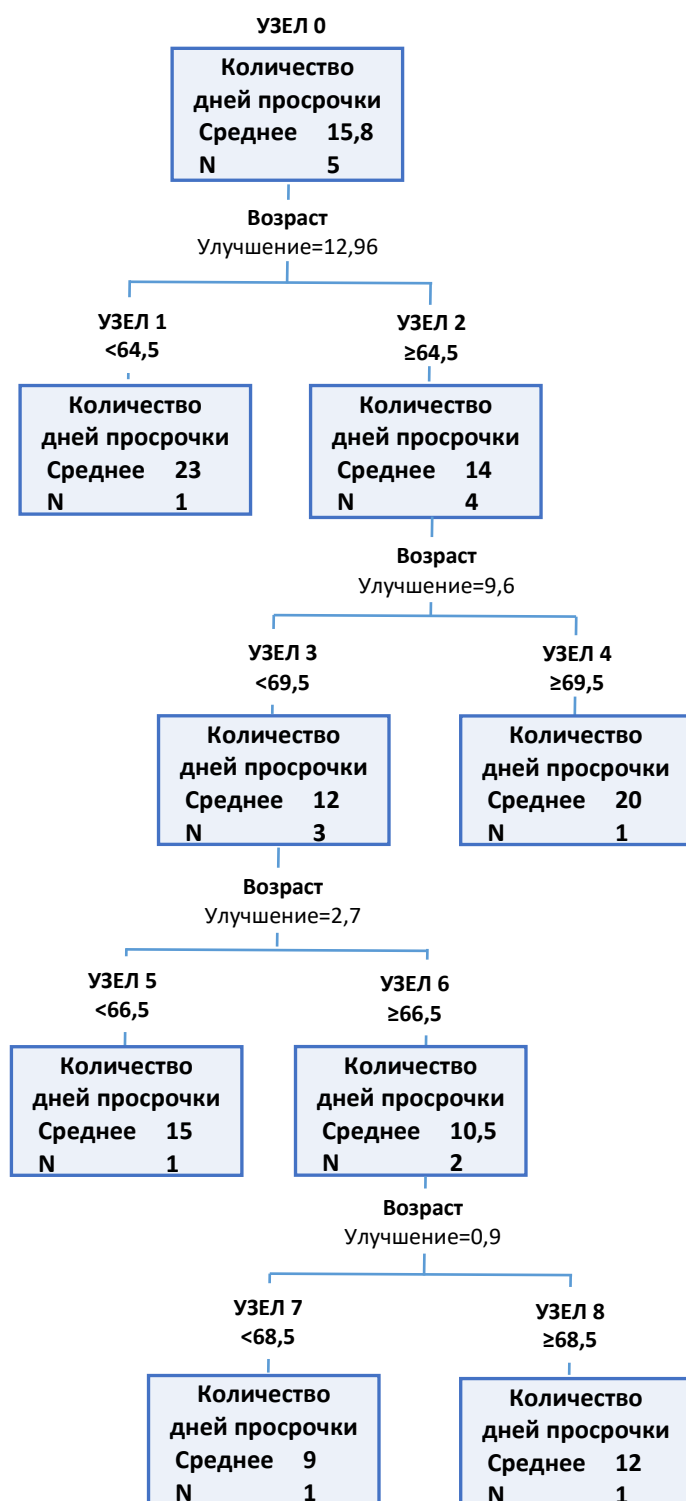 УЗЕЛ 0
Количество
дней просрочки
Среднее 15,8
N 5
Возраст
Улучшение=12,96
УЗЕЛ 1
<64,5
Количество
дней просрочки
Среднее 23
N 1
УЗЕЛ 2
≥64,5
Количество
дней просрочки
Среднее 14
N 4
Возраст
Улучшение=9,6
УЗЕЛ 3
<69,5
Количество
дней просрочки
Среднее 12
N 3
УЗЕЛ 4
≥69,5
Количество
дней просрочки
Среднее 20
N 1
Возраст
Улучшение=2,7
УЗЕЛ 5
<66,5
Количество
дней просрочки
Среднее 15
N 1
УЗЕЛ 6
≥66,5
Количество
дней просрочки
Среднее 10,5
N 2
Возраст
Улучшение=0,9
УЗЕЛ 7
<68,5
Количество
дней просрочки
Среднее 9
N 1
УЗЕЛ 8
≥68,5
Количество
дней просрочки
Среднее 12
N 1